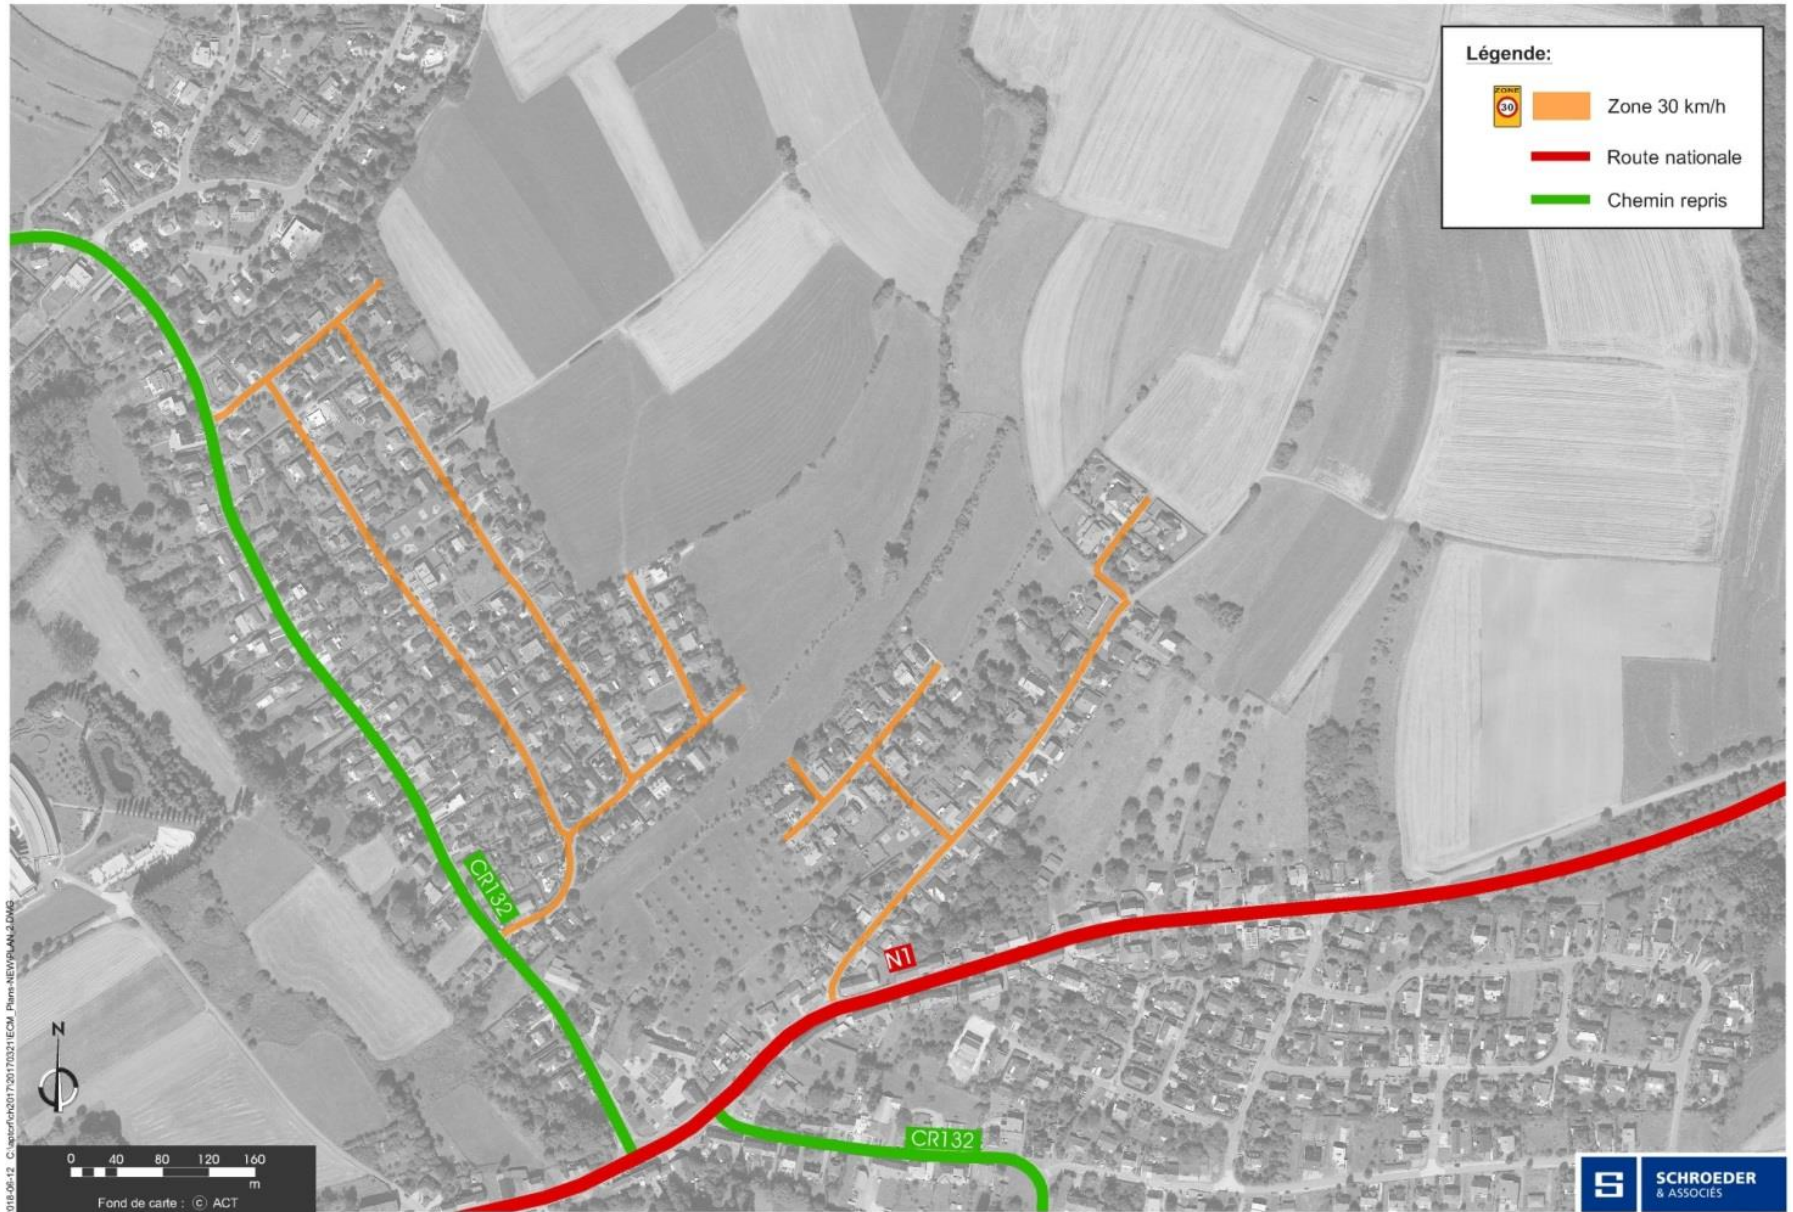 Légende:
ZONE
30
Zone 30 km/h
Route nationale
Chemin repris
CR132
N1
CR132
N
0 40 80 120 160
m
Fond de carte : © ACT
S
SCHROEDER
& ASSOCIÉS